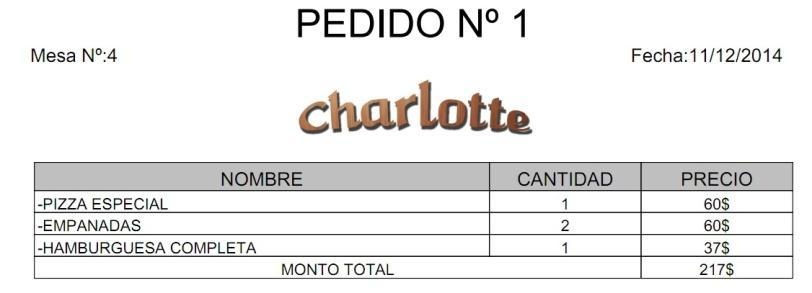 PEDIDO Nº 1
Mesa Nº:4 Fecha:11/12/2014
charlotte
NOMBRE CANTIDAD PRECIO
-PIZZA ESPECIAL 1 60$
-EMPANADAS 2 60$
-HAMBURGUESA COMPLETA 1 37$
MONTO TOTAL 217$